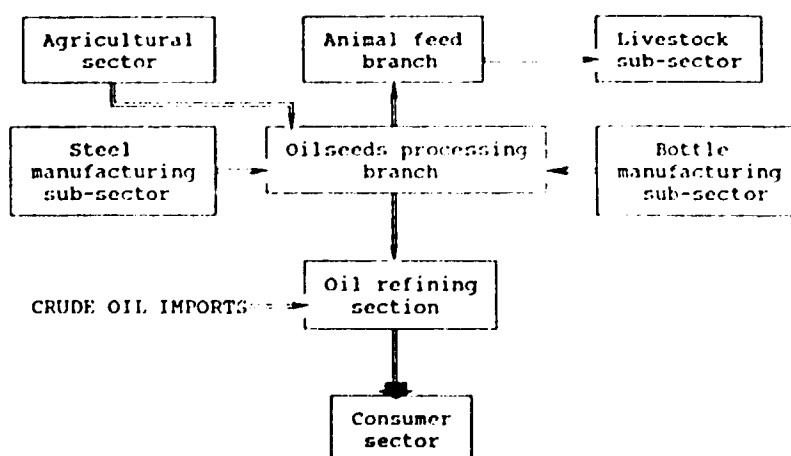 Agricultural
sector
Animal feed
branch
Livestock
sub-sector
Steel
manufacturing
sub-sector
Oilseeds processing
branch
Bottle
manufacturing
sub-sector
Oil refining
section
CRUDE OIL IMPORTS
Consumer
sector